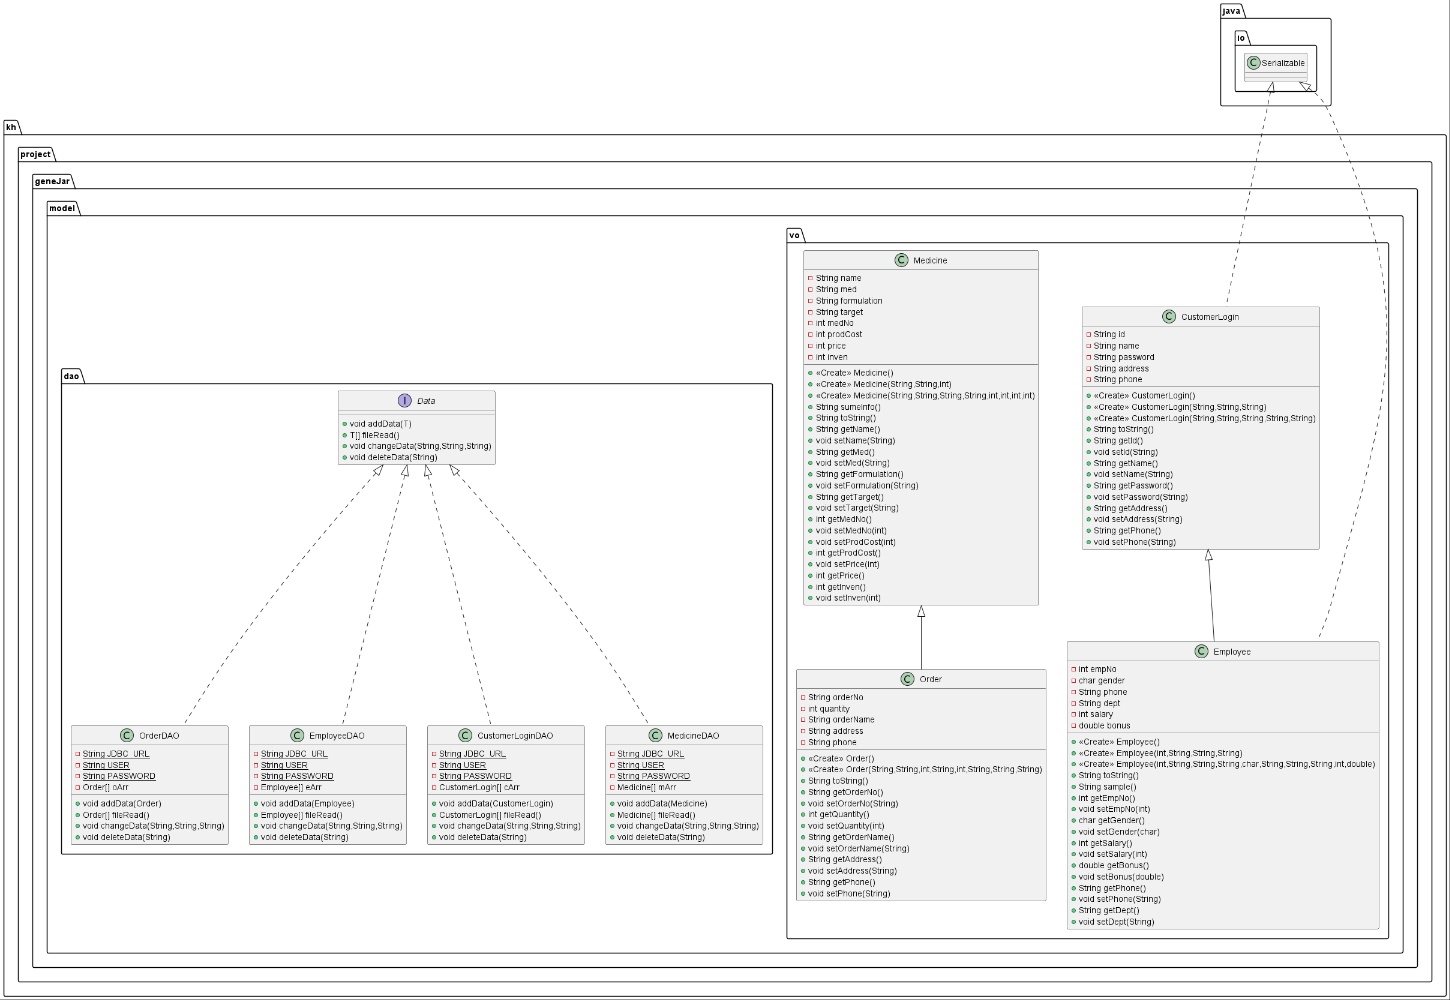 java
io
C Serializable
kh
project
geneJar
model
vo
C Medicine
String name
String med
String formulation
String target
int medNo
int prodCost
int price
int inven
«Create» Medicine()
«Create» Medicine(String,String,int)
«Create» Medicine(String,String,String,String,int,int,int,int)
String sumeInfo()
String toString()
String getName()
void setName(String)
String getMed()
void setMed(String)
String getFormulation()
void setFormulation(String)
String getTarget()
void setTarget(String)
int getMedNo()
void setMedNo(int)
void setProdCost(int)
int getProdCost()
void setPrice(int)
int getPrice()
int getInven()
void setInven(int)
C CustomerLogin
String id
String name
String password
String address
String phone
«Create» CustomerLogin()
«Create» CustomerLogin(String,String,String)
«Create» CustomerLogin(String,String,String,String,String)
String toString()
String getId()
void setId(String)
String getName()
void setName(String)
String getPassword()
void setPassword(String)
String getAddress()
void setAddress(String)
String getPhone()
void setPhone(String)
dao
I Data
void addData(T)
T[] fileRead()
void changeData(String,String,String)
void deleteData(String)
C OrderDAO
String JDBC_URL
String USER
String PASSWORD
Order[] oArr
void addData(Order)
Order[] fileRead()
void changeData(String,String,String)
void deleteData(String)
C EmployeeDAO
String JDBC_URL
String USER
String PASSWORD
Employee[] eArr
void addData(Employee)
Employee[] fileRead()
void changeData(String,String,String)
void deleteData(String)
C CustomerLoginDAO
String JDBC_URL
String USER
String PASSWORD
CustomerLogin[] cArr
void addData(CustomerLogin)
CustomerLogin[] fileRead()
void changeData(String,String,String)
void deleteData(String)
C MedicineDAO
String JDBC_URL
String USER
String PASSWORD
Medicine[] mArr
void addData(Medicine)
Medicine[] fileRead()
void changeData(String,String,String)
void deleteData(String)
C Order
String orderNo
int quantity
String orderName
String address
String phone
«Create» Order()
«Create» Order(String,String,int,String,int,String,String,String)
String toString()
String getOrderNo()
void setOrderNo(String)
int getQuantity()
void setQuantity(int)
String getOrderName()
void setOrderName(String)
String getAddress()
void setAddress(String)
String getPhone()
void setPhone(String)
C Employee
int empNo
char gender
String phone
String dept
int salary
double bonus
«Create» Employee()
«Create» Employee(int,String,String,String)
«Create» Employee(int,String,String,String,char,String,String,String,int,double)
String toString()
String sample()
int getEmpNo()
void setEmpNo(int)
char getGender()
void setGender(char)
int getSalary()
void setSalary(int)
double getBonus()
void setBonus(double)
String getPhone()
void setPhone(String)
String getDept()
void setDept(String)